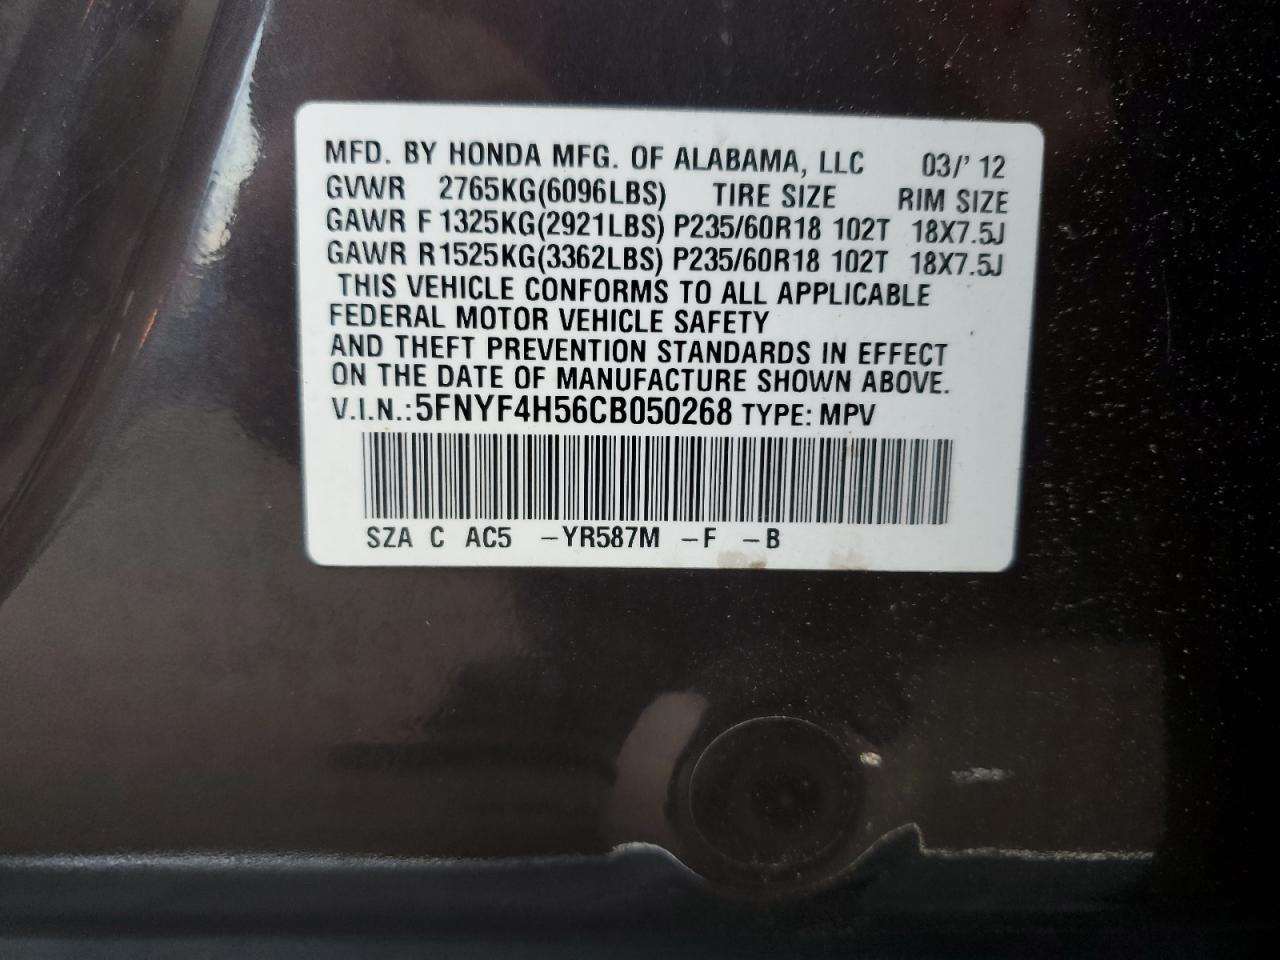 MFD. BY HONDA MFG. OF ALABAMA, LLC 03/' 12
GVWR 2765KG(6096LBS) TIRE SIZE RIM SIZE
GAWR F 1325KG(2921LBS) P235/60R18 102T 18X7.5J
GAWR R 1525KG(3362LBS) P235/60R18 102T 18X7.5J
THIS VEHICLE CONFORMS TO ALL APPLICABLE
FEDERAL MOTOR VEHICLE SAFETY
AND THEFT PREVENTION STANDARDS IN EFFECT
ON THE DATE OF MANUFACTURE SHOWN ABOVE.
V.I.N.: 5FNYF4H56CB050268 TYPE: MPV
SZA C AC5 -YR587M -F -B